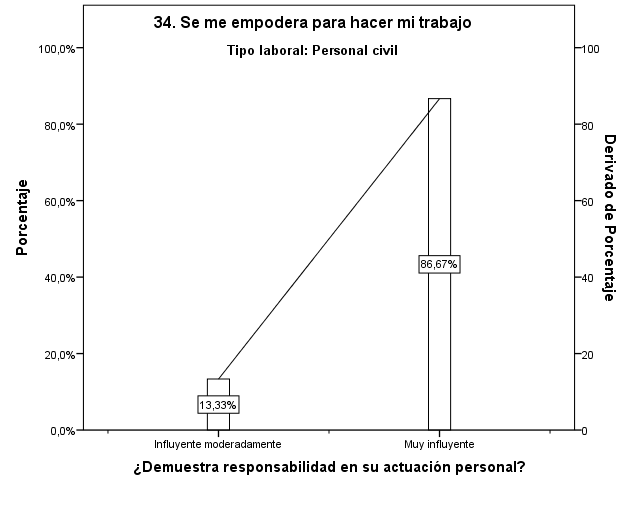 34. Se me empodera para hacer mi trabajo
Tipo laboral: Personal civil
Porcentaje
100,0%
80,0%
60,0%
40,0%
20,0%
0,0%
13,33%
86,67%
100
80
60
40
20
0
Derivado de Porcentaje
Influyente moderadamente
Muy influyente
¿Demuestra responsabilidad en su actuación personal?